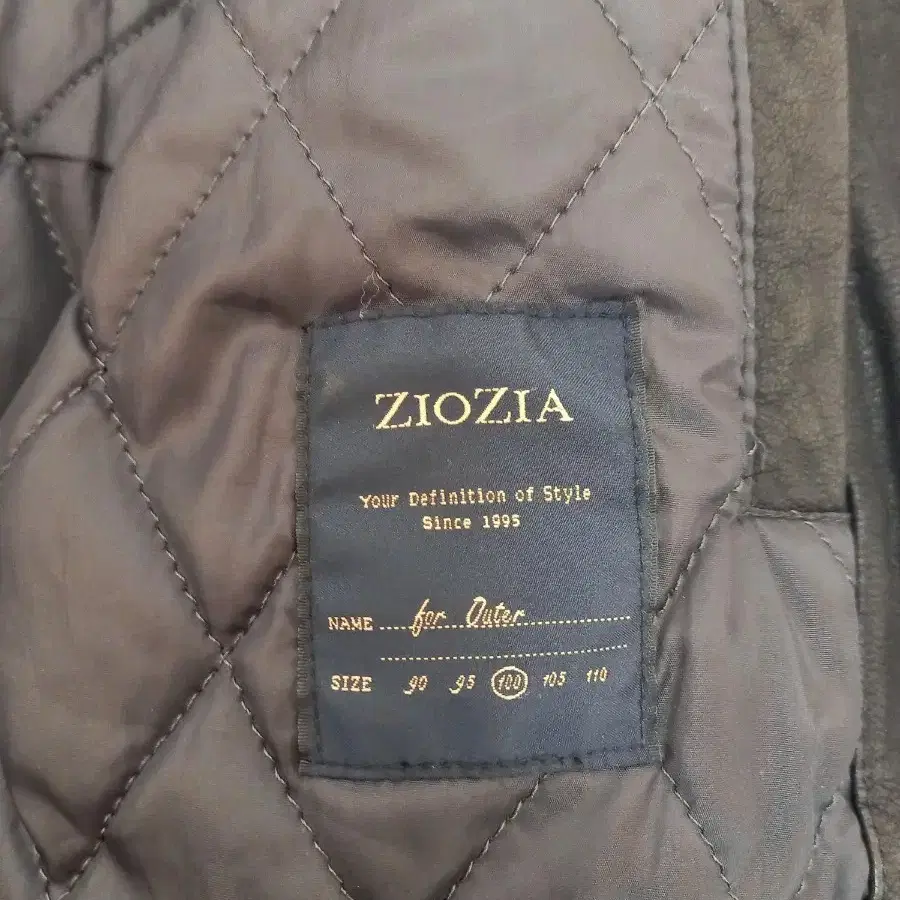 ZIOZIA
Your Definition of Style
Since 1995
NAME for Outer
SIZE 90 95 100 105 110